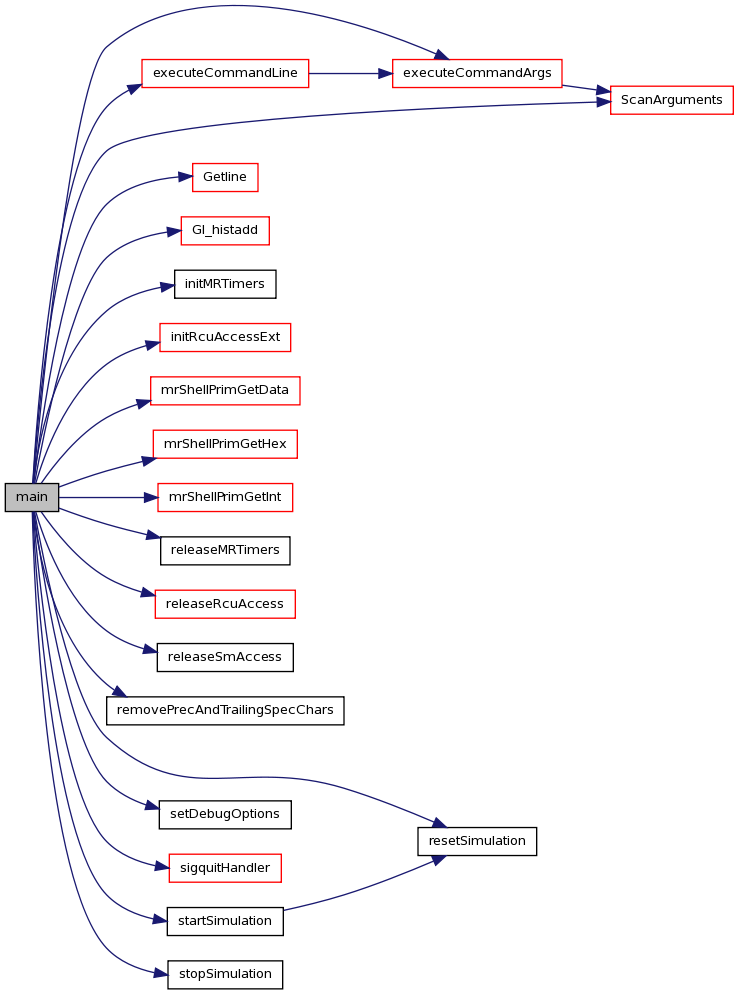 executeCommandLine
executeCommandArgs
ScanArguments
Getline
Gl_histadd
initMRTimers
initRcuAccessExt
mrShellPrimGetData
mrShellPrimGetHex
main
mrShellPrimGetInt
releaseMRTimers
releaseRcuAccess
releaseSmAccess
removePrecAndTrailingSpecChars
setDebugOptions
resetSimulation
sigquitHandler
startSimulation
stopSimulation